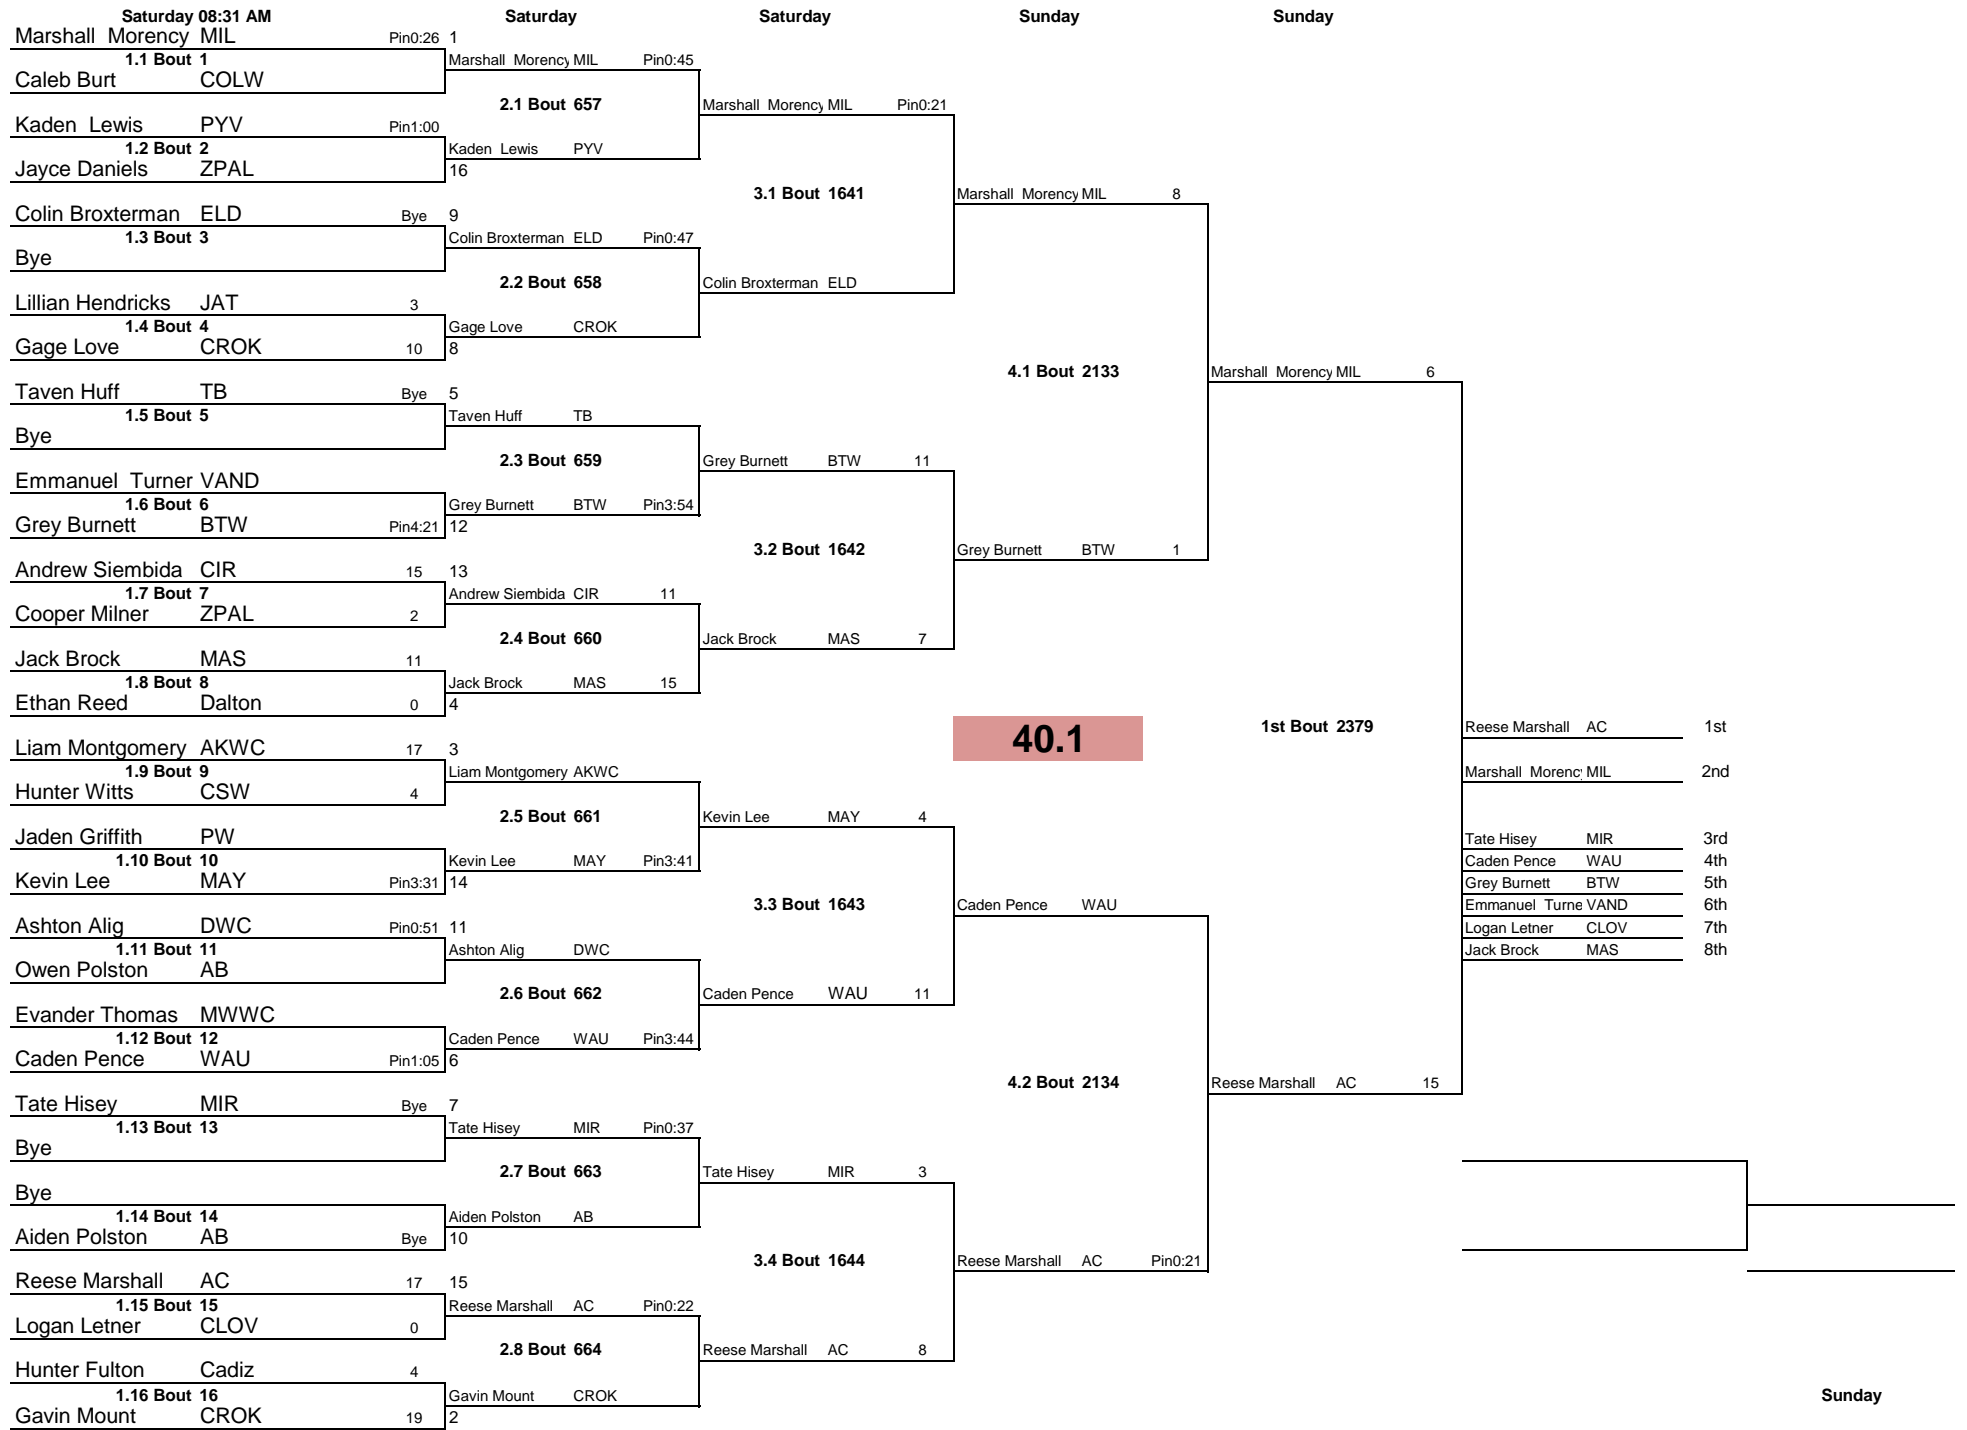 Saturday 08:31 AM Saturday Saturday Sunday Sunday
Marshall Morency MIL Pin0:26 1
1.1 Bout 1 Marshall Morency MIL Pin0:45
Caleb Burt COLW
2.1 Bout 657 Marshall Morency MIL Pin0:21
Kaden Lewis PYV Pin1:00
1.2 Bout 2 Kaden Lewis PYV
Jayce Daniels ZPAL 16
3.1 Bout 1641 Marshall Morency MIL 8
Colin Broxterman ELD Bye 9
1.3 Bout 3 Colin Broxterman ELD Pin0:47
Bye
2.2 Bout 658 Colin Broxterman ELD
Lillian Hendricks JAT 3
1.4 Bout 4 Gage Love CROK
Gage Love CROK 10 8
4.1 Bout 2133 Marshall Morency MIL 6
Taven Huff TB Bye 5
1.5 Bout 5 Taven Huff TB
Bye
2.3 Bout 659 Grey Burnett BTW 11
Emmanuel Turner VAND
1.6 Bout 6 Grey Burnett BTW Pin3:54
Grey Burnett BTW Pin4:21 12
3.2 Bout 1642 Grey Burnett BTW 1
Andrew Siembida CIR 15 13
1.7 Bout 7 Andrew Siembida CIR 11
Cooper Milner ZPAL 2
2.4 Bout 660 Jack Brock MAS 7
Jack Brock MAS 11
1.8 Bout 8 Jack Brock MAS 15
Ethan Reed Dalton 0 4
40.1 1st Bout 2379 Reese Marshall AC 1st
Liam Montgomery AKWC 17 3
1.9 Bout 9 Liam Montgomery AKWC Marshall Morenc MIL 2nd
Hunter Witts CSW 4
2.5 Bout 661 Kevin Lee MAY 4
Jaden Griffith PW Tate Hisey MIR 3rd
1.10 Bout 10 Kevin Lee MAY Pin3:41 Caden Pence WAU 4th
Kevin Lee MAY Pin3:31 14 Grey Burnett BTW 5th
3.3 Bout 1643 Caden Pence WAU Emmanuel Turne VAND 6th
Ashton Alig DWC Pin0:51 11 Logan Letner CLOV 7th
1.11 Bout 11 Ashton Alig DWC Jack Brock MAS 8th
Owen Polston AB
2.6 Bout 662 Caden Pence WAU 11
Evander Thomas MWWC
1.12 Bout 12 Caden Pence WAU Pin3:44
Caden Pence WAU Pin1:05 6
4.2 Bout 2134 Reese Marshall AC 15
Tate Hisey MIR Bye 7
1.13 Bout 13 Tate Hisey MIR Pin0:37
Bye
2.7 Bout 663 Tate Hisey MIR 3
Bye
1.14 Bout 14 Aiden Polston AB
Aiden Polston AB Bye 10
3.4 Bout 1644 Reese Marshall AC Pin0:21
Reese Marshall AC 17 15
1.15 Bout 15 Reese Marshall AC Pin0:22
Logan Letner CLOV 0
2.8 Bout 664 Reese Marshall AC 8
Hunter Fulton Cadiz 4
1.16 Bout 16 Gavin Mount CROK Sunday
Gavin Mount CROK 19 2